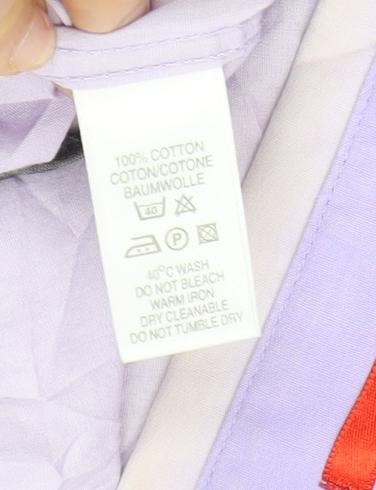 100% COTTON
COTON/COTONE
BAUMWOLLE
40
P
40°C WASH
DO NOT BLEACH
WARM IRON
DRY CLEANABLE
DO NOT TUMBLE DRY